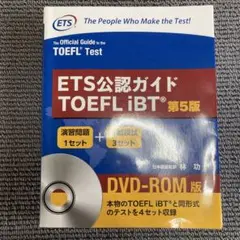 ETS
The People Who Make the Test!
The Official Guide to the
TOEFL Test
ETS公認ガイド
TOEFL iBT® 第5版
演習問題
1セット
+
3セット
DVD-ROM版
本物のTOEFL iBT®と同形式
のテストを4セット収録